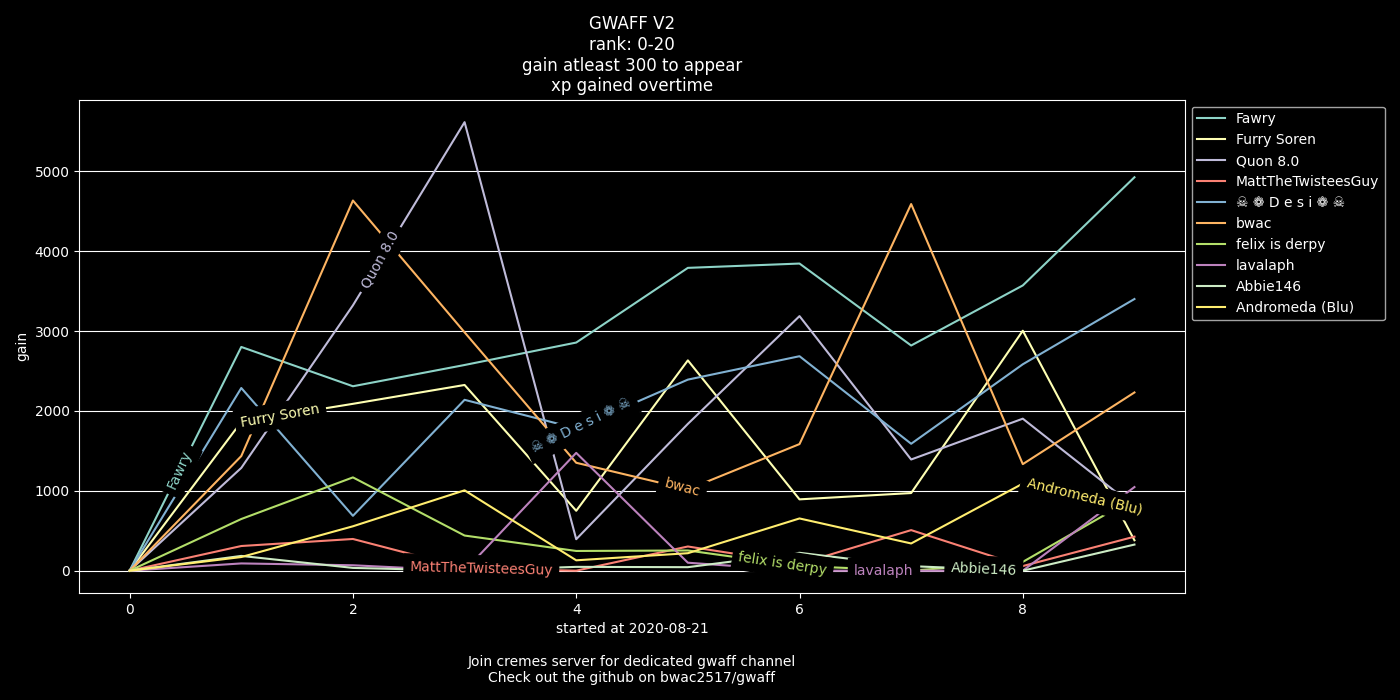 GWAFF V2
rank: 0-20
gain atleast 300 to appear
xp gained overtime
gain
5000
4000
3000
2000
1000
0
0 2 4 6 8
started at 2020-08-21
Join cremes server for dedicated gwaff channel
Check out the github on bwac2517/gwaff
Fawry
Furry Soren
Quon 8.0
☠ ❁ D e s i ❁ ☠
bwac
MattTheTwisteesGuy
felix is derpy
lavalaph
Abbie146
Andromeda (Blu)
Fawry
Furry Soren
Quon 8.0
MattTheTwisteesGuy
☠ ❁ D e s i ❁ ☠
bwac
felix is derpy
lavalaph
Abbie146
Andromeda (Blu)